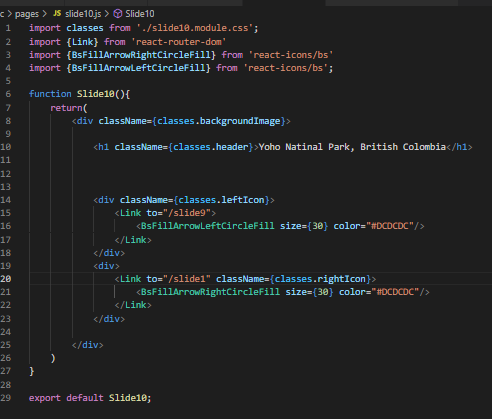 c > pages > JS slide10.js > Slide10
1 import classes from './slide10.module.css';
2 import {Link} from 'react-router-dom'
3 import {BsFillArrowRightCircleFill} from 'react-icons/bs'
4 import {BsFillArrowLeftCircleFill} from 'react-icons/bs';
5
6 function Slide10(){
7 return(
8 <div className={classes.backgroundImage}>
9
10 <h1 className={classes.header}>Yoho Natinal Park, British Colombia</h1>
11
12
13
14 <div className={classes.leftIcon}>
15 <Link to="/slide9">
16 <BsFillArrowLeftCircleFill size={30} color="#DCDCDC"/>
17 </Link>
18 </div>
19 <div>
20 <Link to="/slide1" className={classes.rightIcon}>
21 <BsFillArrowRightCircleFill size={30} color="#DCDCDC"/>
22 </Link>
23 </div>
24
25 </div>
26 )
27 }
28
29 export default Slide10;